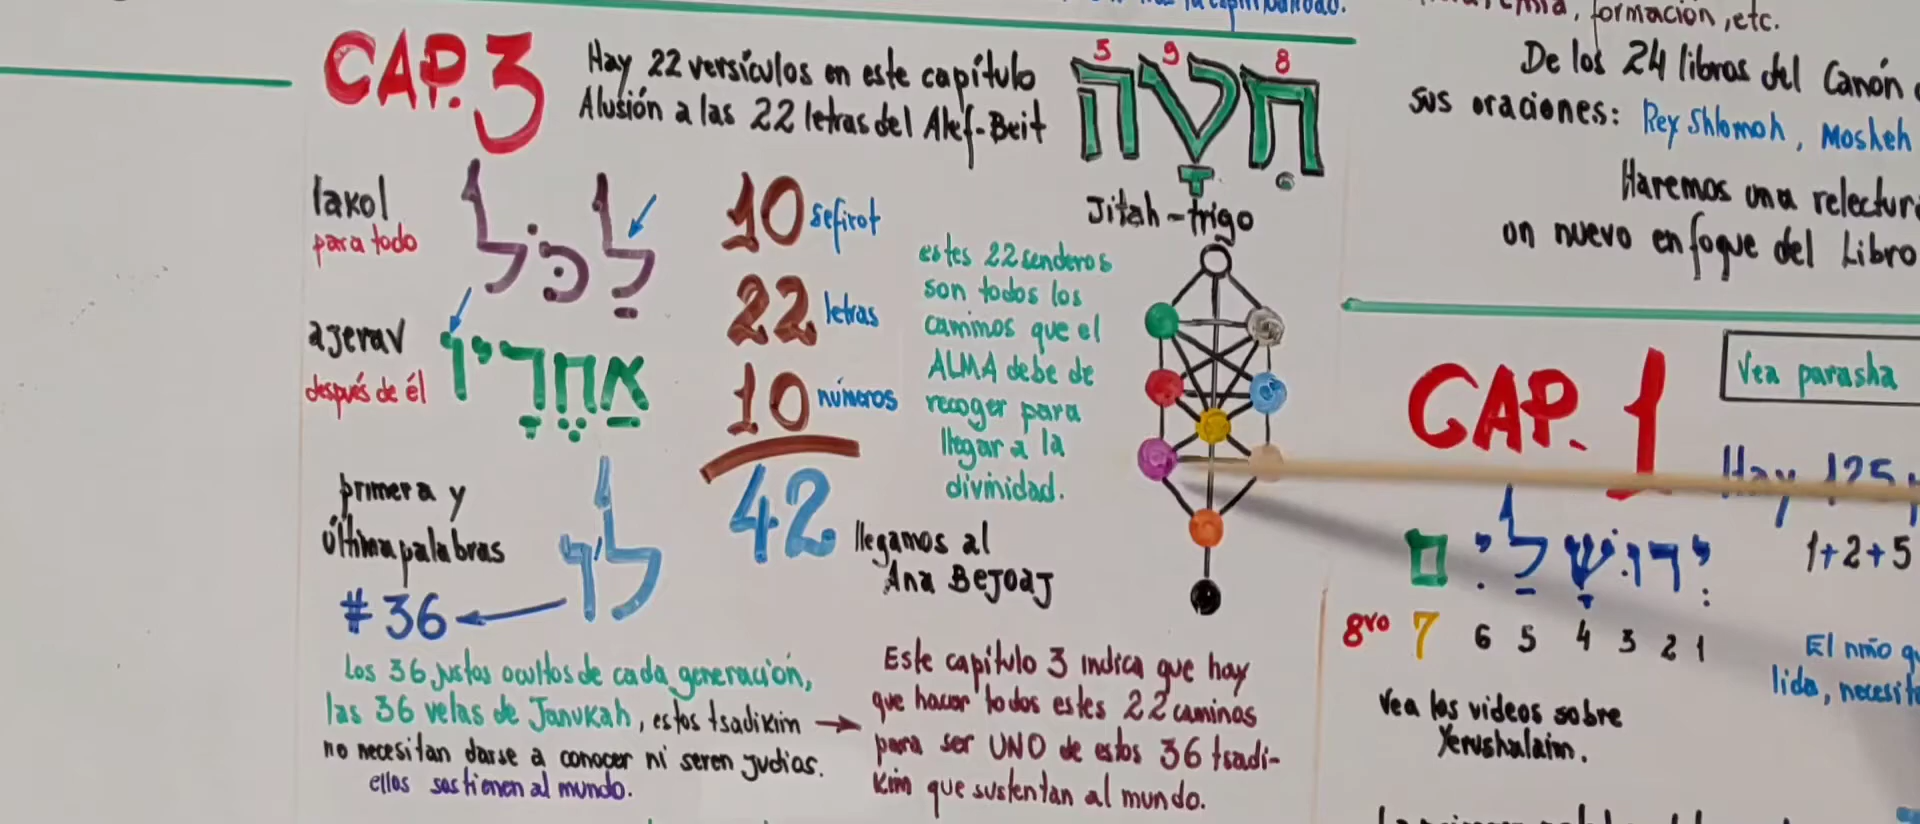 CAP. 3
Hay 22 versículos en este capítulo
Alusión a las 22 letras del Alef-Beit
5 9 8
חִטָּה
Jitah - trigo
lakol
para todo
לַכֹּל
ajerav
después de él
אַחֲרָיו
primera y
última palabras
לו
#36
10 sefirot
22 letras
10 números
42
llegamos al
Ana Bejoaj
estes 22 senderos
son todos los
caminos que el
ALMA debe de
recoger para
llegar a la
divinidad.
Los 36 justos ocultos de cada generación,
las 36 velas de Janukah, estos tsadikim
no necesitan darse a conocer ni seren judios.
ellos sostienen al mundo.
Este capítulo 3 indica que hay
que hacer todos estes 22 caminos
para ser UNO de estos 36 tsadi-
kim que sustentan al mundo.
formación, etc.
De los 24 libros del Canón
sus oraciones: Rey Shlomoh, Mosheh
Haremos una relectur
un nuevo enfoque del Libro
CAP. 1
Vea parasha
Hay 125
1+2+5
יְרוּשָׁלַיִם
8vo 7 6 5 4 3 2 1
El niño
lida,
Vea los videos sobre
Yerushalaim.